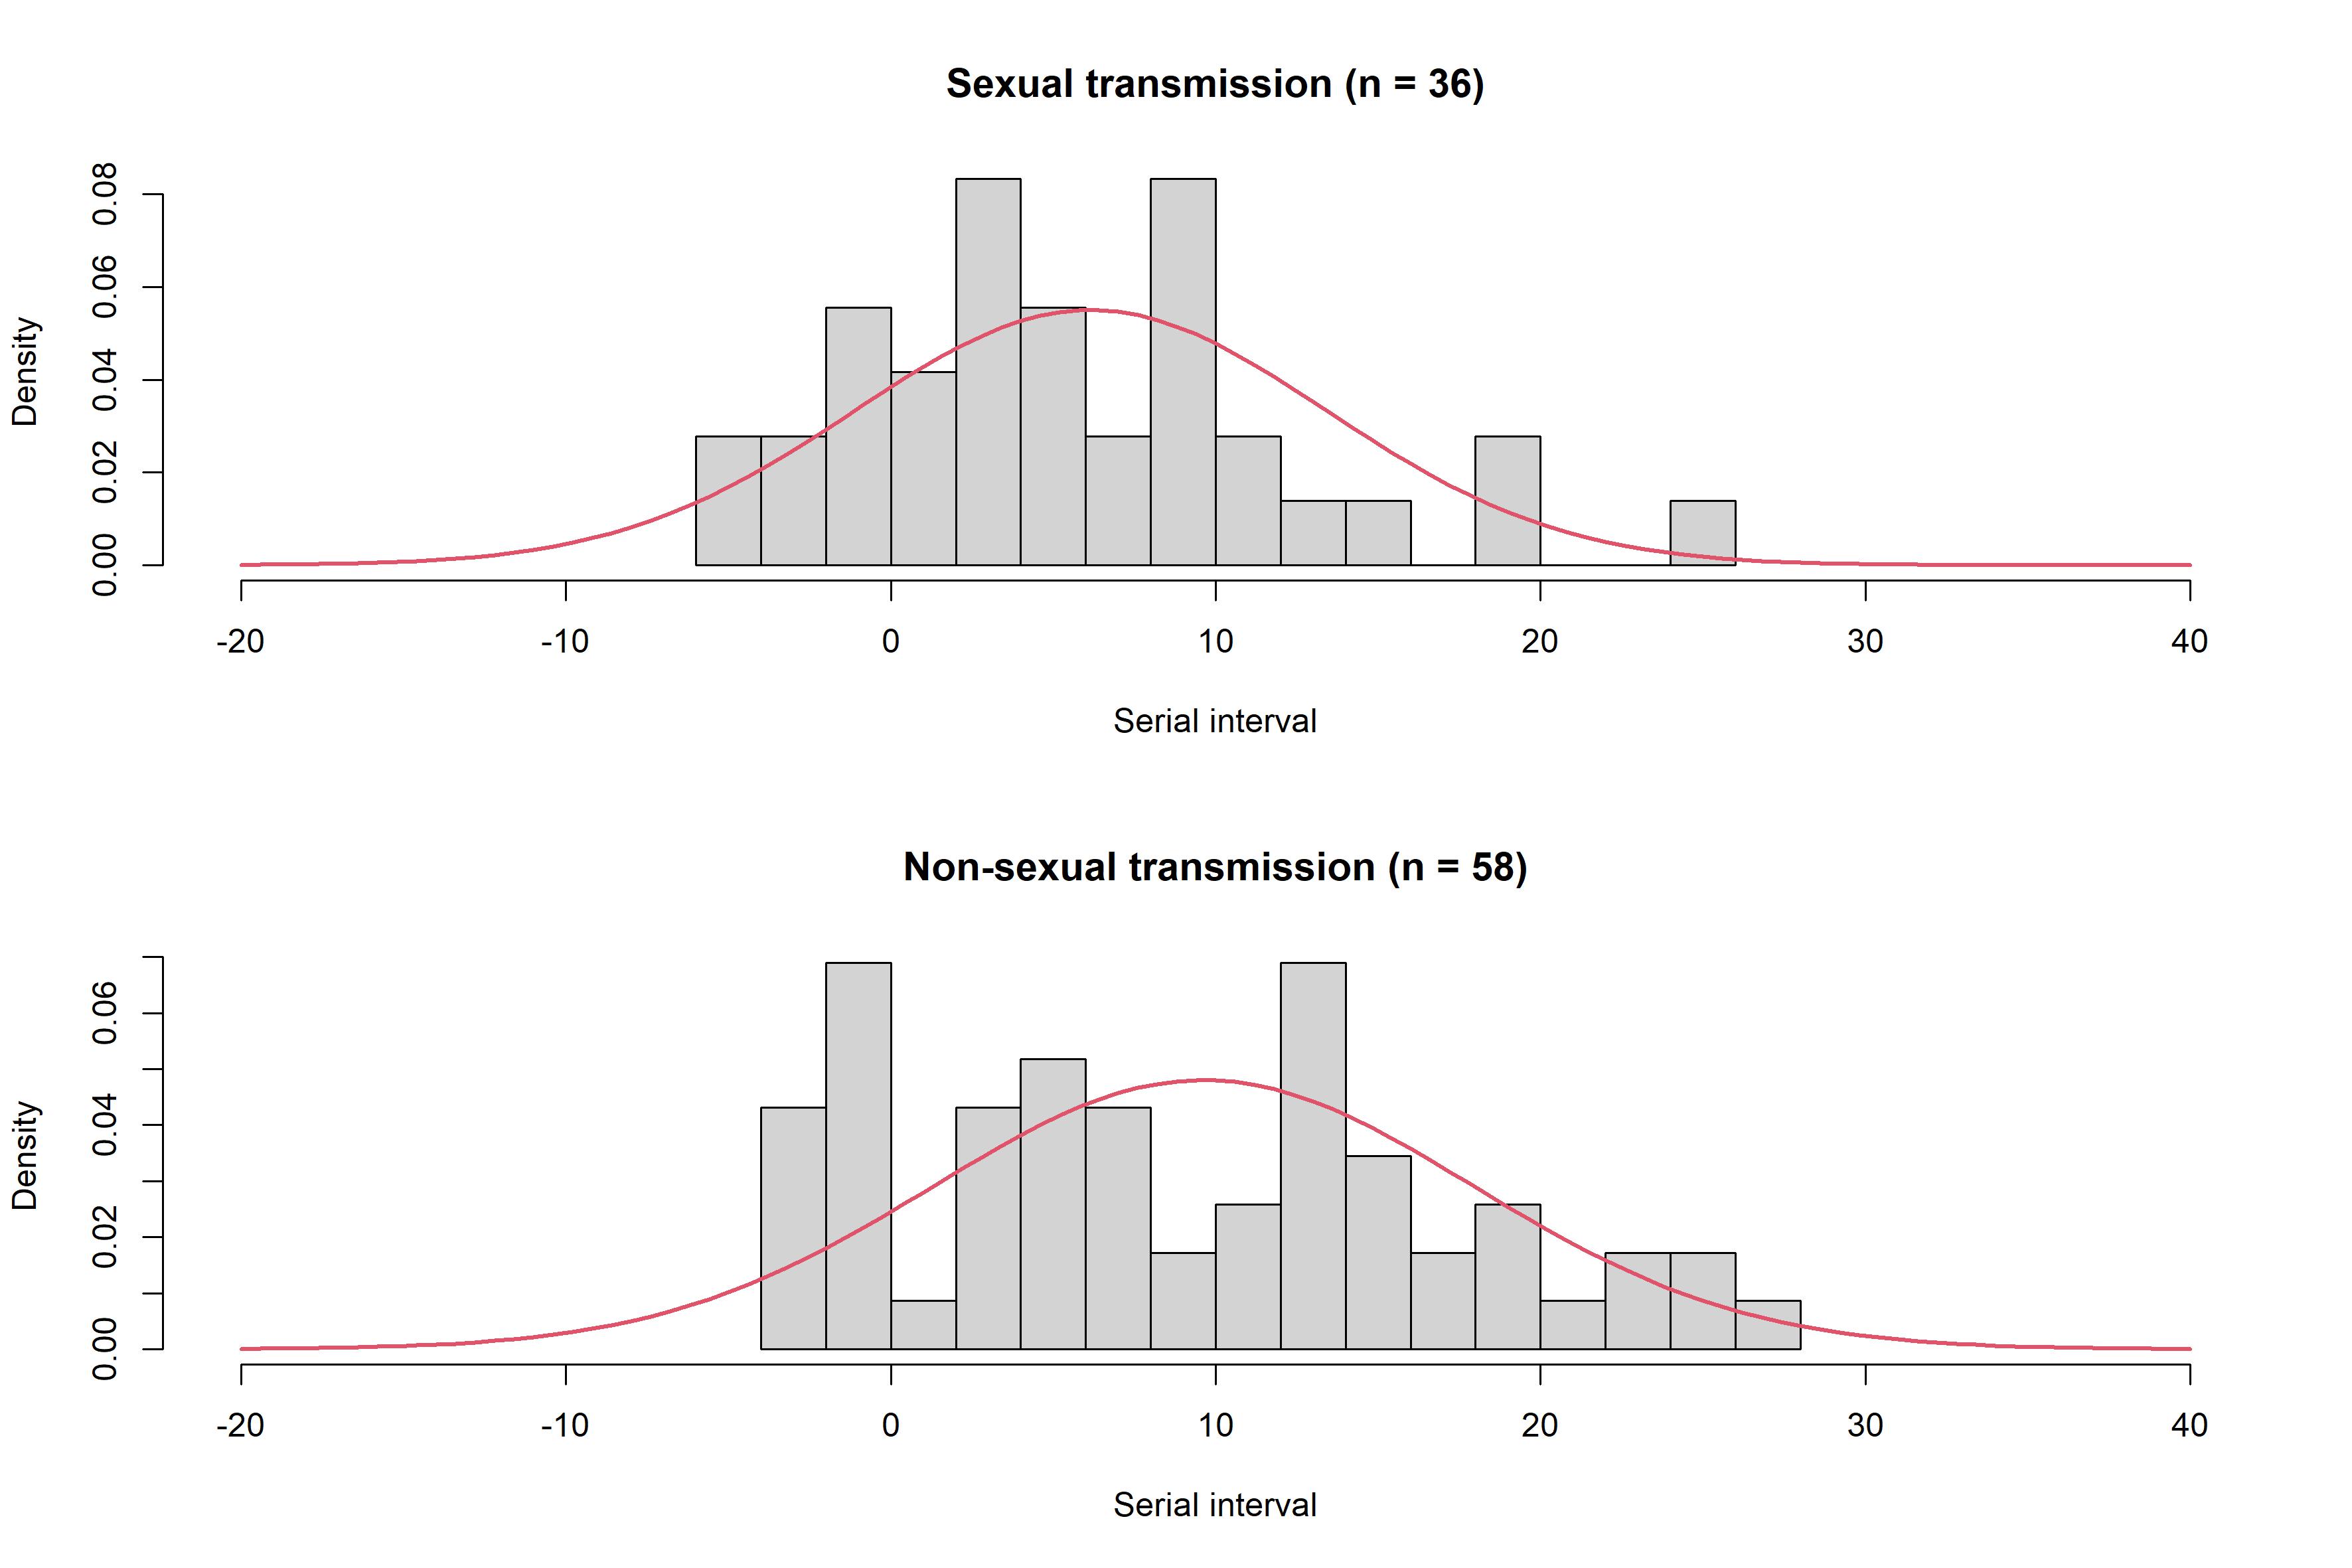 Sexual transmission (n = 36)
Density
0.00 0.02 0.04 0.06 0.08
-20 -10 0 10 20 30 40
Serial interval
Non-sexual transmission (n = 58)
Density
0.00 0.02 0.04 0.06
-20 -10 0 10 20 30 40
Serial interval